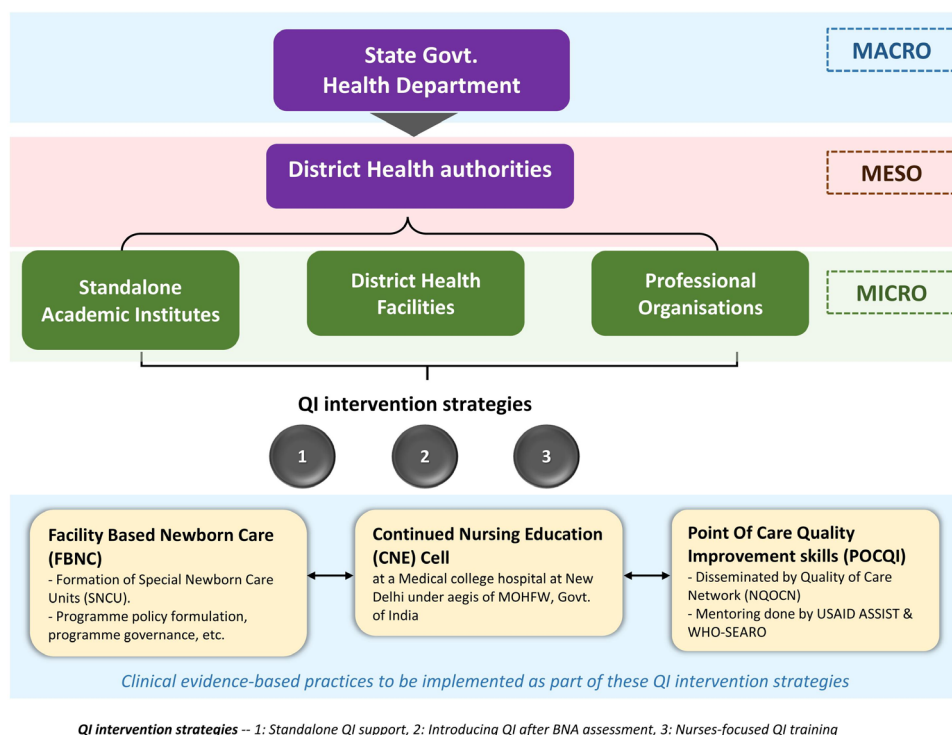 State Govt.
Health Department
MACRO
District Health authorities
MESO
Standalone
Academic Institutes
District Health
Facilities
Professional
Organisations
MICRO
QI intervention strategies
1
2
3
Facility Based Newborn Care
(FBNC)
- Formation of Special Newborn Care
Units (SNCU).
- Programme policy formulation,
programme governance, etc.
Continued Nursing Education
(CNE) Cell
at a Medical college hospital at New
Delhi under aegis of MOHFW, Govt.
of India
Point Of Care Quality
Improvement skills (POCQI)
- Disseminated by Quality of Care
Network (NQOCN)
- Mentoring done by USAID ASSIST &
WHO-SEARO
Clinical evidence-based practices to be implemented as part of these QI intervention strategies
QI intervention strategies -- 1: Standalone QI support, 2: Introducing QI after BNA assessment, 3: Nurses-focused QI training